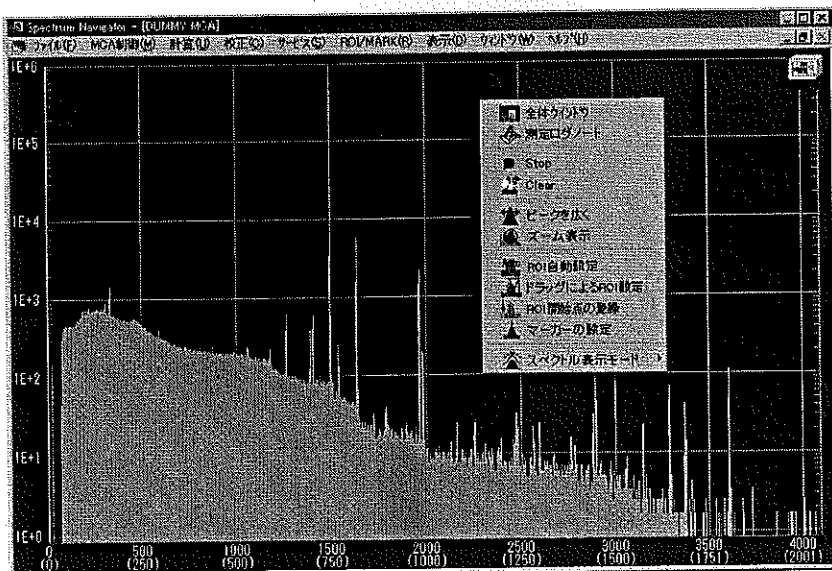 Spectrum Navigator - [DUMMY MCA]
ファイル(F) MCA制御(M) 計算(U) 校正(C) サービス(S) ROI/MARK(R) 表示(D) ウィンドウ(W) ヘルプ(H)
全体ウィンドウ
測定ログノート
Stop
Clear
ピークを欠く
ズーム表示
ROI自動設定
ドラッグによるROI設定
ROI開始点の登録
マーカーの設定
スペクトル表示モード
1E+6
1E+5
1E+4
1E+3
1E+2
1E+1
1E+0
0 500 1000 1500 2000 2500 3000 3500 4000
(0) (250) (500) (750) (1000) (1250) (1500) (1751) (2001)